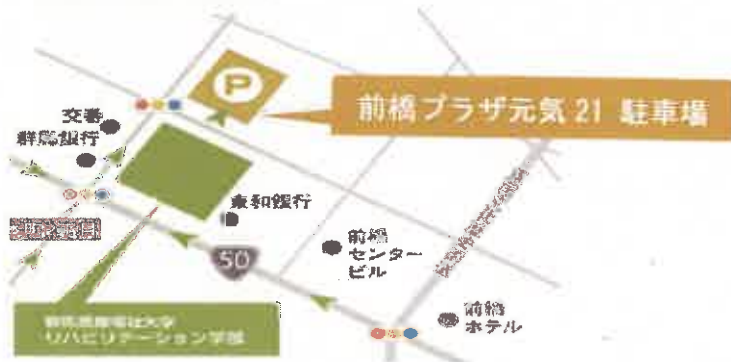 P
前橋プラザ元気 21 駐車場
交番
群馬銀行
東和銀行
50
前橋
センター
ビル
前橋
ホテル
リハビリテーション学部